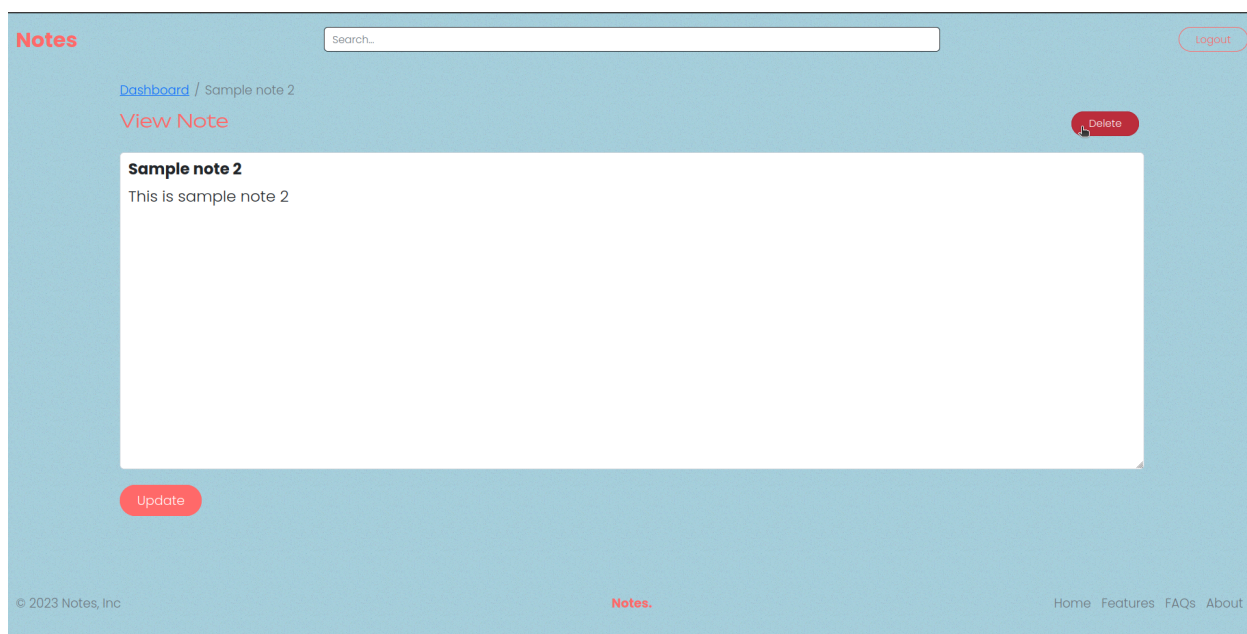 Notes
Search...
Logout
Dashboard / Sample note 2
View Note
Delete
Sample note 2
This is sample note 2
Update
© 2023 Notes, Inc
Notes.
Home Features FAQs About